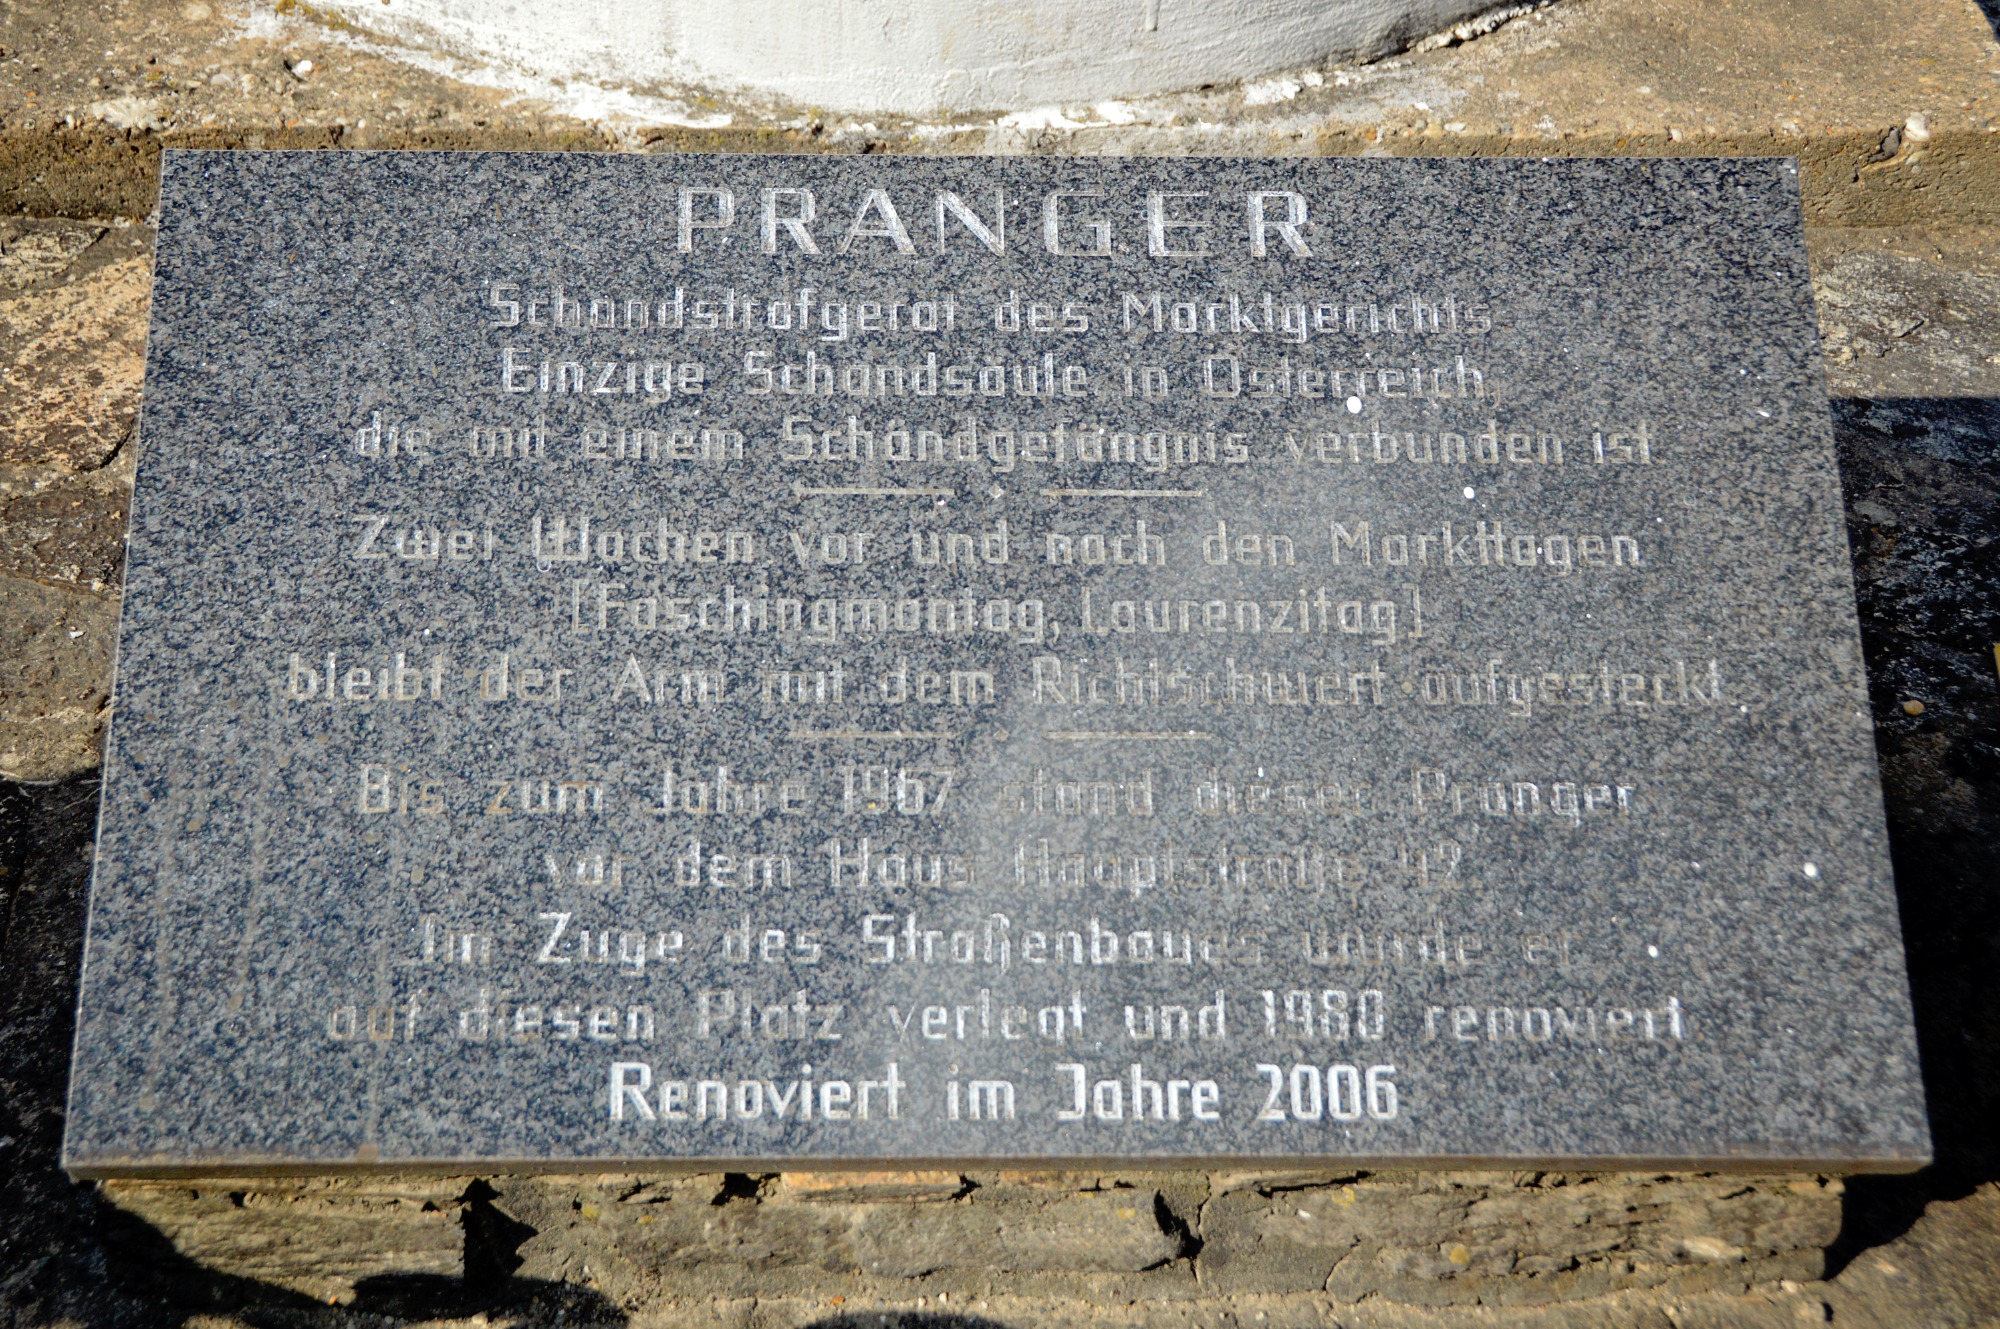 PRANGER
Schandstrafgerät des Marktgerichts
Einzige Schandsäule in Österreich,
die mit einem Schandgefängnis verbunden ist.
Zwei Wochen vor und nach den Markttagen
[Faschingmontag, Laurenzitag]
bleibt der Arm mit dem Richtschwert aufgesteckt.
Bis zum Jahre 1967 stand dieser Pranger
vor dem Haus Hauptstraße 42
Im Zuge des Straßenbaues wurde er
auf diesen Platz verlegt und 1980 renoviert
Renoviert im Jahre 2006